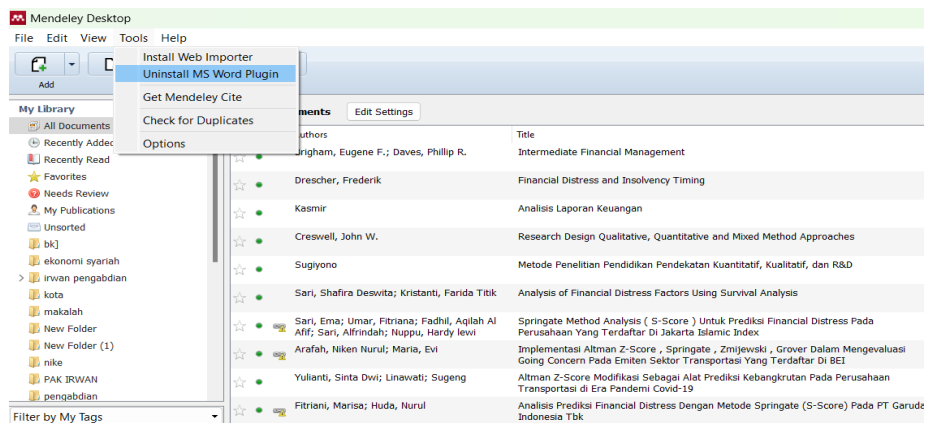 Mendeley Desktop
File Edit View Tools Help
Add
Install Web Importer
Uninstall MS Word Plugin
Get Mendeley Cite
Check for Duplicates
Options
My Library
All Documents
Recently Added
Recently Read
Favorites
Needs Review
My Publications
Unsorted
bk]
ekonomi syariah
irwan pengabdian
kota
makalah
New Folder
New Folder (1)
nike
PAK IRWAN
pengabdian
Filter by My Tags
Edit Settings
Title
Brigham, Eugene F.; Daves, Phillip R. Intermediate Financial Management
Drescher, Frederik Financial Distress and Insolvency Timing
Kasmir Analisis Laporan Keuangan
Creswell, John W. Research Design Qualitative, Quantitative and Mixed Method Approaches
Sugiyono Metode Penelitian Pendidikan Pendekatan Kuantitatif, Kualitatif, dan R&D
Sari, Shafira Deswita; Kristanti, Farida Titik Analysis of Financial Distress Factors Using Survival Analysis
Sari, Ema; Umar, Fitriana; Fadhil, Aqilah Al Springate Method Analysis ( S-Score ) Untuk Prediksi Financial Distress Pada
Afif; Sari, Alfrindah; Nuppu, Hardy lewi Perusahaan Yang Terdaftar Di Jakarta Islamic Index
Arafah, Niken Nurul; Maria, Evi Implementasi Altman Z-Score , Springate , Zmijewski , Grover Dalam Mengevaluasi
Going Concern Pada Emiten Sektor Transportasi Yang Terdaftar Di BEI
Yulianti, Sinta Dwi; Linawati; Sugeng Altman Z-Score Modifikasi Sebagai Alat Prediksi Kebangkrutan Pada Perusahaan
Transportasi di Era Pandemi Covid-19
Fitriani, Marisa; Huda, Nurul Analisis Prediksi Financial Distress Dengan Metode Springate (S-Score) Pada PT Garuda
Indonesia Tbk